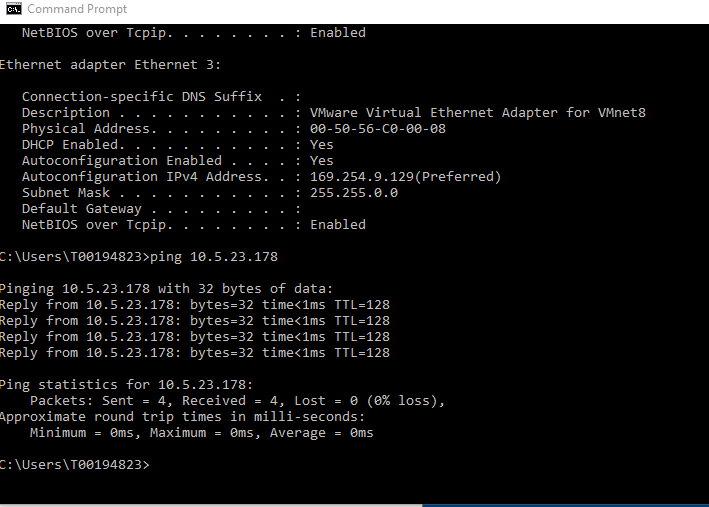 Command Prompt
NetBIOS over Tcpip. . . . . . . . : Enabled
Ethernet adapter Ethernet 3:
Connection-specific DNS Suffix  . :
Description . . . . . . . . . . . : VMware Virtual Ethernet Adapter for VMnet8
Physical Address. . . . . . . . . : 00-50-56-C0-00-08
DHCP Enabled. . . . . . . . . . . : Yes
Autoconfiguration Enabled . . . . : Yes
Autoconfiguration IPv4 Address. . : 169.254.9.129(Preferred)
Subnet Mask . . . . . . . . . . . : 255.255.0.0
Default Gateway . . . . . . . . . :
NetBIOS over Tcpip. . . . . . . . : Enabled
C:\Users\T00194823>ping 10.5.23.178
Pinging 10.5.23.178 with 32 bytes of data:
Reply from 10.5.23.178: bytes=32 time<1ms TTL=128
Reply from 10.5.23.178: bytes=32 time<1ms TTL=128
Reply from 10.5.23.178: bytes=32 time<1ms TTL=128
Reply from 10.5.23.178: bytes=32 time<1ms TTL=128
Ping statistics for 10.5.23.178:
Packets: Sent = 4, Received = 4, Lost = 0 (0% loss),
Approximate round trip times in milli-seconds:
Minimum = 0ms, Maximum = 0ms, Average = 0ms
C:\Users\T00194823>